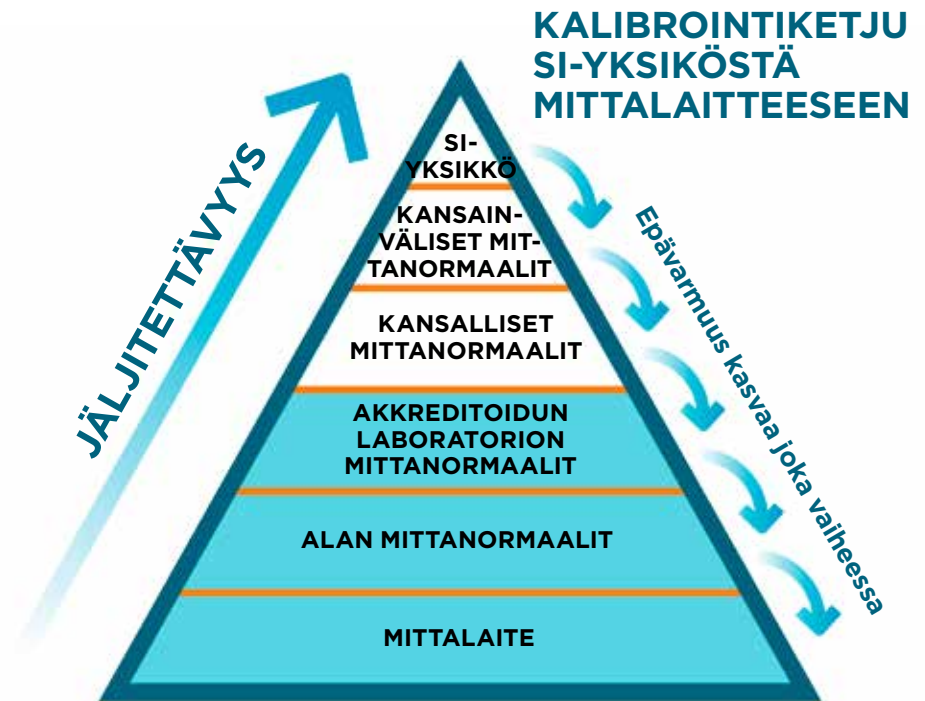 KALIBROINTIKETJU
SI-YKSIKÖSTÄ
MITTALAITTEESEEN
JÄLJITETTÄVYYS
SI-
YKSIKKÖ
KANSAIN-
VÄLISET MIT-
TANORMAALIT
KANSALLISET
MITTANORMAALIT
AKKREDITOIDUN
LABORATORION
MITTANORMAALIT
ALAN MITTANORMAALIT
MITTALAITE
Epävarmuus kasvaa joka vaiheessa